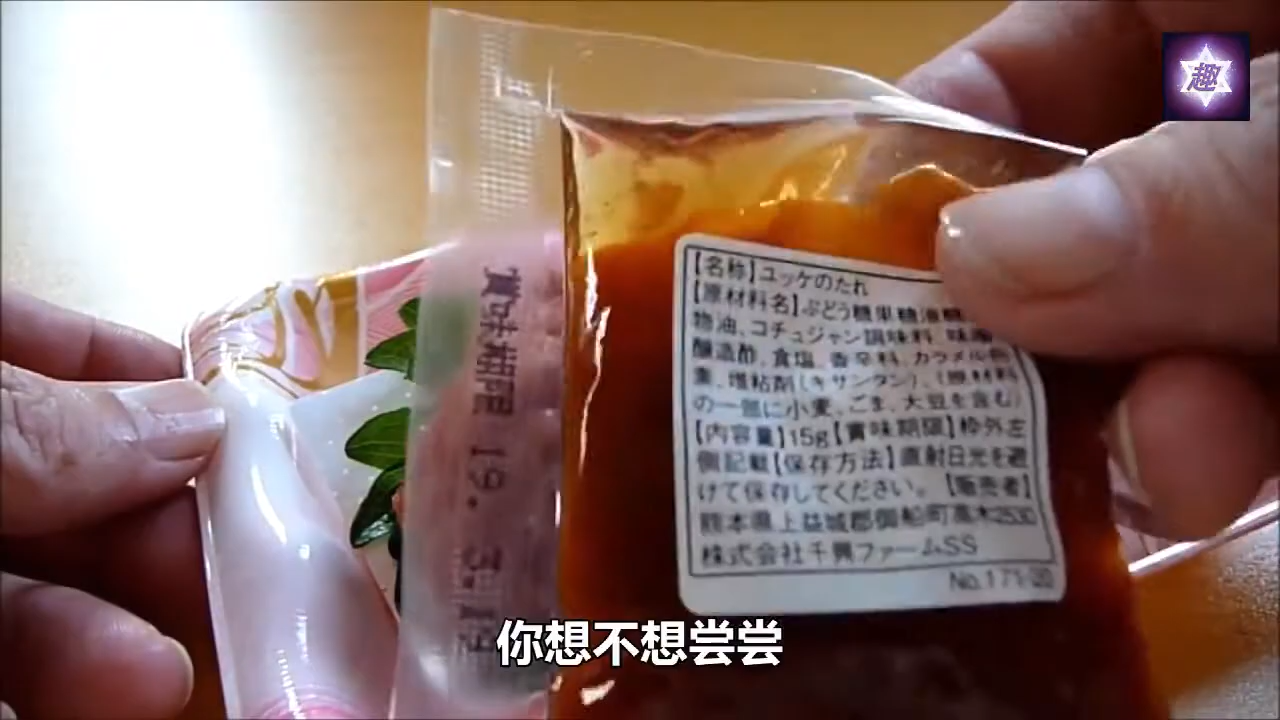 趣
賞味期限 19. 3.19
【名称】ユッケのたれ
【原材料名】ぶどう糖果糖液糖
物油、コチュジャン調味料、味噌
醸造酢、食塩、香辛料、カラメル色
素、増粘剤(キサンタン)、(原材料
の一部に小麦、ごま、大豆を含む)
【内容量】15g【賞味期限】枠外左
側記載【保存方法】直射日光を避
けて保存してください。【販売者】
熊本県上益城郡御船町高木2530
株式会社千興ファームSS
No.171-20
你想不想尝尝